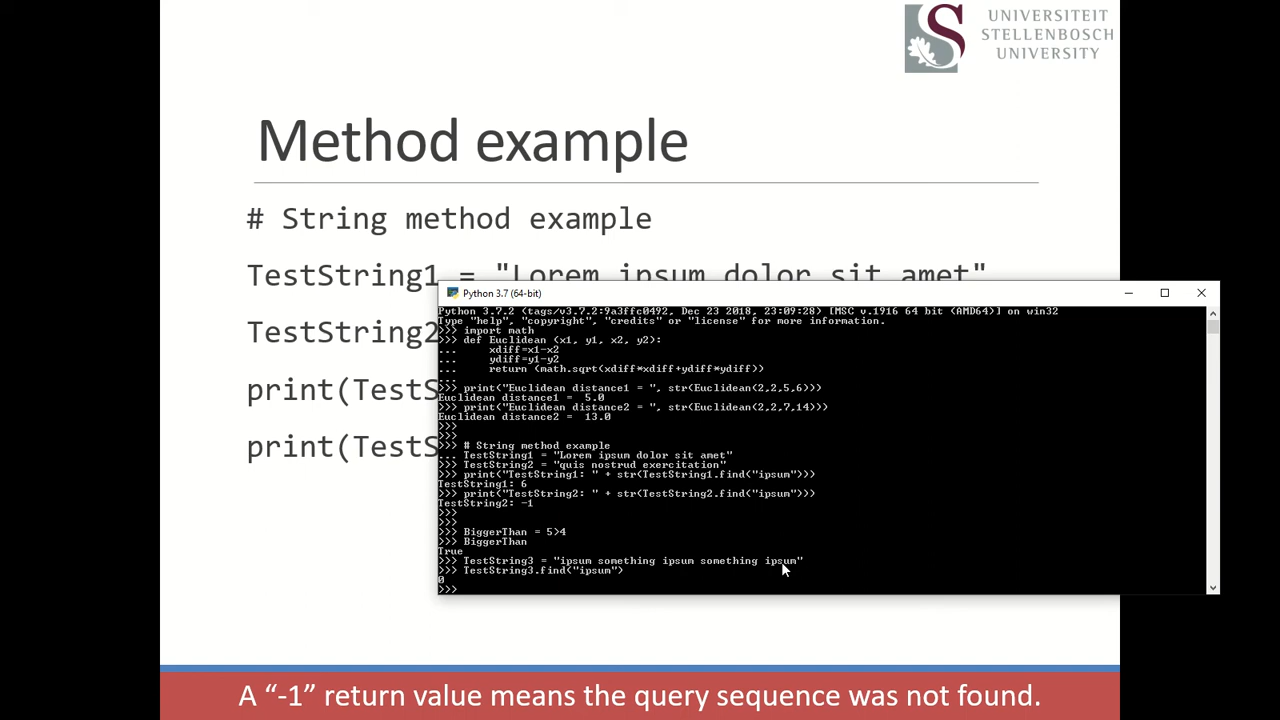 UNIVERSITEIT
STELLENBOSCH
UNIVERSITY
Method example
# String method example
TestString1 = "Lorem ipsum dolor sit amet"
TestString2
print(TestS
print(TestS
Python 3.7 (64-bit)
Python 3.7.2 (tags/v3.7.2:9a3ffc0492, Dec 23 2018, 23:09:28) [MSC v.1916 64 bit (AMD64)] on win32
Type "help", "copyright", "credits" or "license" for more information.
>>> import math
>>> def Euclidean (x1, y1, x2, y2):
...     xdiff=x1-x2
...     ydiff=y1-y2
...     return (math.sqrt(xdiff*xdiff+ydiff*ydiff))
...
>>> print("Euclidean distance1 = ", str(Euclidean(2,2,5,6)))
Euclidean distance1 =  5.0
>>> print("Euclidean distance2 = ", str(Euclidean(2,2,7,14)))
Euclidean distance2 =  13.0
>>>
>>>
>>> # String method example
... TestString1 = "Lorem ipsum dolor sit amet"
>>> TestString2 = "quis nostrud exercitation"
>>> print("TestString1: " + str(TestString1.find("ipsum")))
TestString1: 6
>>> print("TestString2: " + str(TestString2.find("ipsum")))
TestString2: -1
>>>
>>>
>>> BiggerThan = 5>4
>>> BiggerThan
True
>>> TestString3 = "ipsum something ipsum something ipsum"
>>> TestString3.find("ipsum")
0
>>>
A “-1” return value means the query sequence was not found.